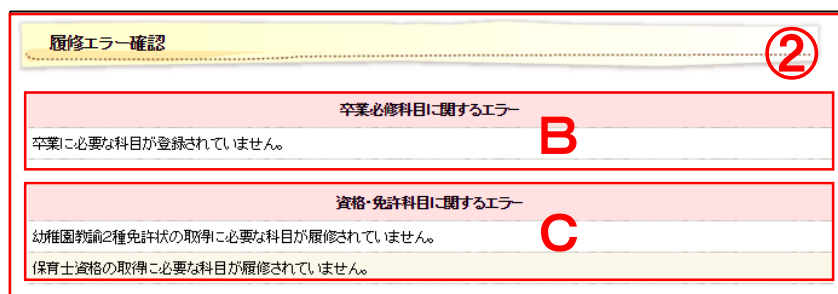 履修エラー確認
②
卒業必修科目に関するエラー
卒業に必要な科目が登録されていません。
B
資格・免許科目に関するエラー
幼稚園教諭2種免許状の取得に必要な科目が履修されていません。
C
保育士資格の取得に必要な科目が履修されていません。